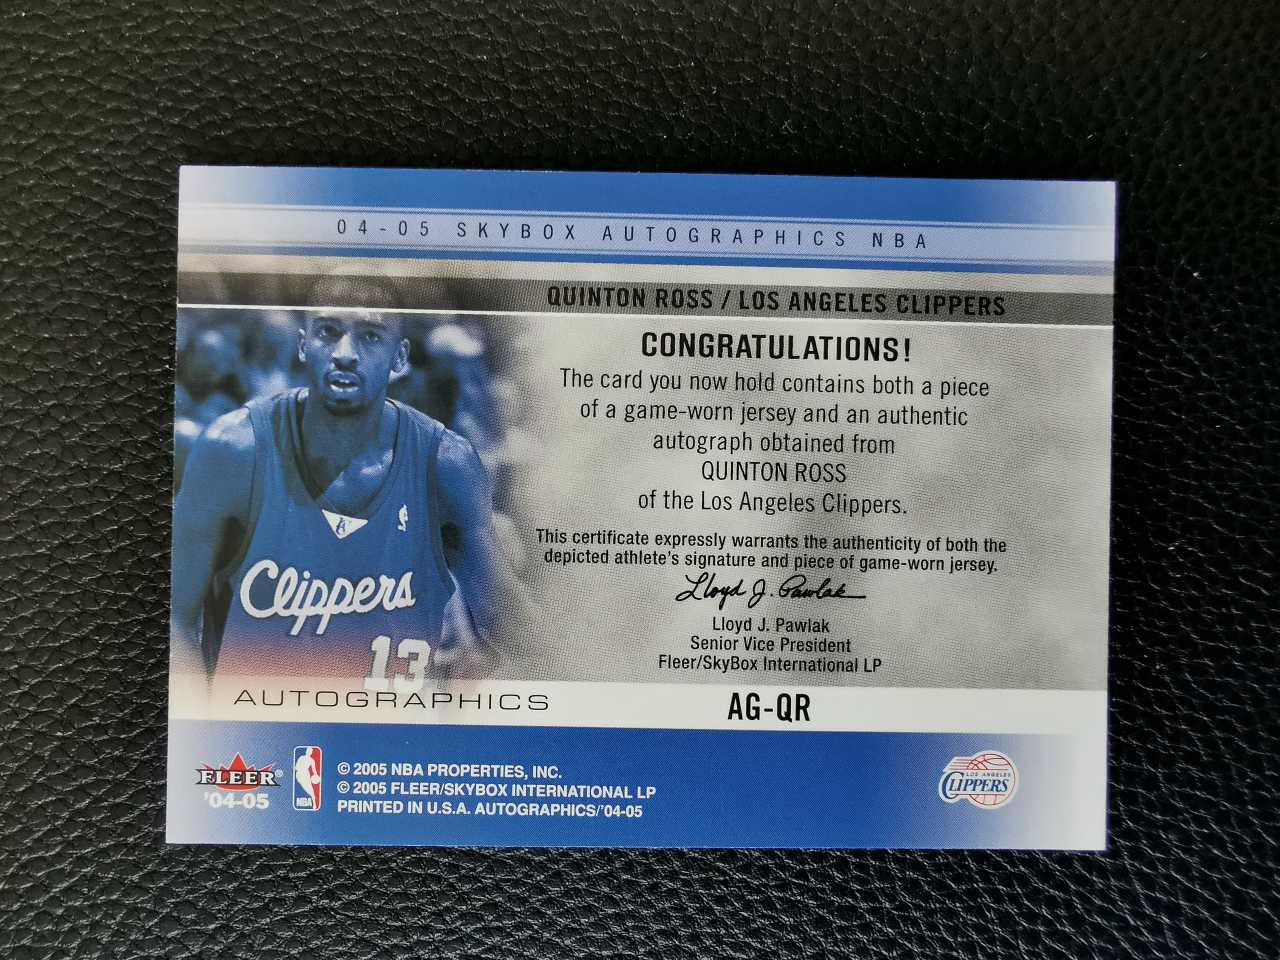 04-05 SKYBOX AUTOGRAPHICS NBA
QUINTON ROSS / LOS ANGELES CLIPPERS
CONGRATULATIONS!
The card you now hold contains both a piece
of a game-worn jersey and an authentic
autograph obtained from
QUINTON ROSS
of the Los Angeles Clippers.
This certificate expressly warrants the authenticity of both the
depicted athlete's signature and piece of game-worn jersey.
Lloyd J. Pawlak
Lloyd J. Pawlak
Senior Vice President
Fleer/SkyBox International LP
Clippers
13
AUTOGRAPHICS
AG-QR
FLEER®
'04-05
NBA
© 2005 NBA PROPERTIES, INC.
© 2005 FLEER/SKYBOX INTERNATIONAL LP
PRINTED IN U.S.A. AUTOGRAPHICS/'04-05
LOS ANGELES
CLIPPERS